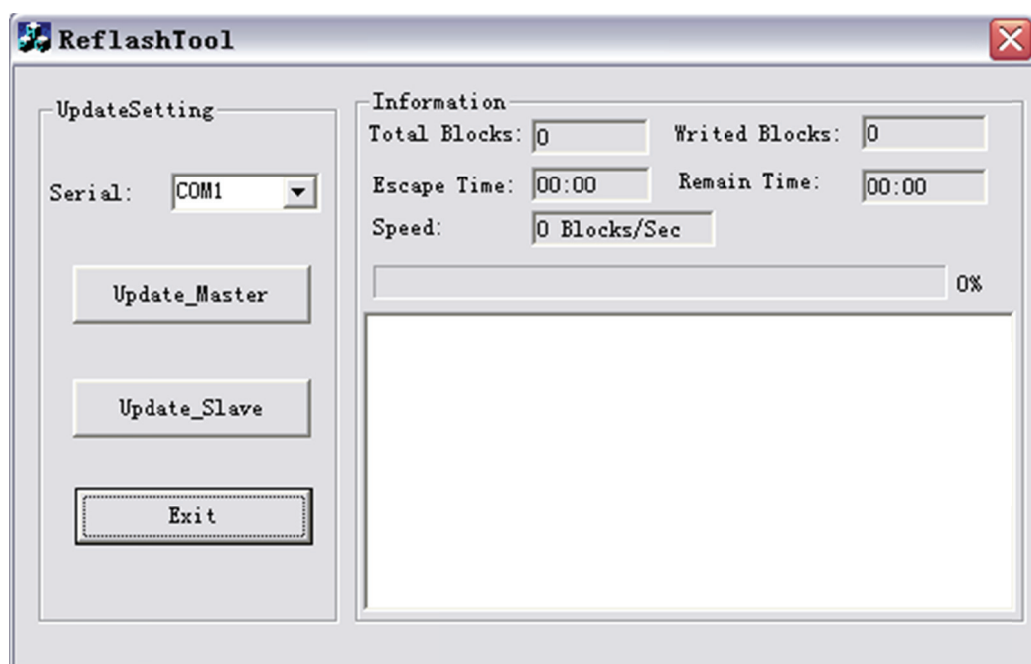 ReflashTool
UpdateSetting
Serial: COM1
Update_Master
Update_Slave
Exit
Information
Total Blocks: 0 Writed Blocks: 0
Escape Time: 00:00 Remain Time: 00:00
Speed: 0 Blocks/Sec
0%